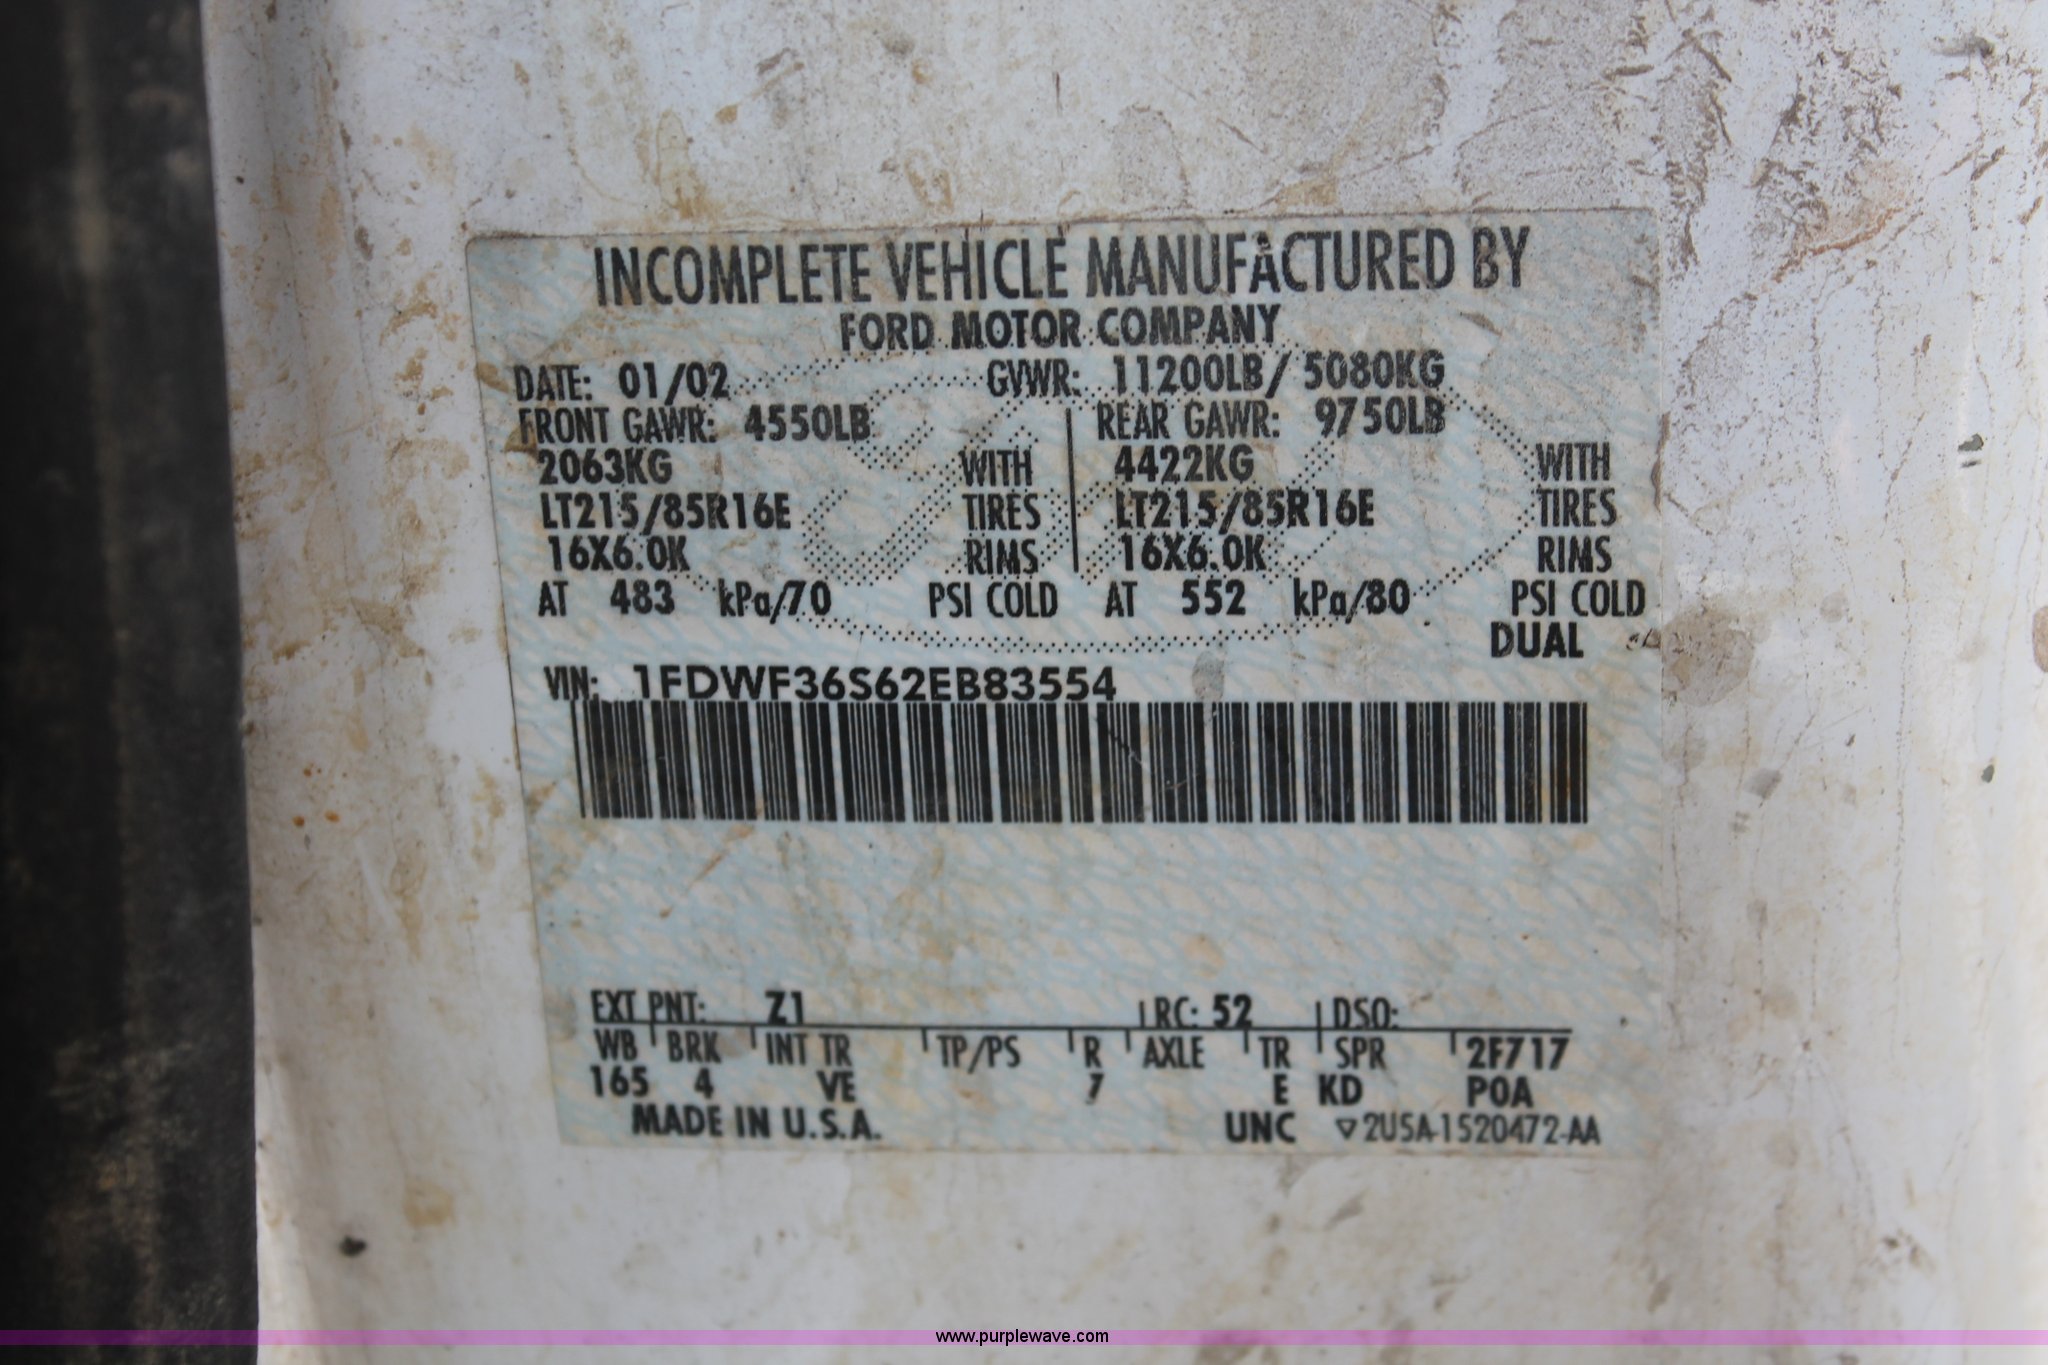 INCOMPLETE VEHICLE MANUFACTURED BY
FORD MOTOR COMPANY
DATE: 01/02 GVWR: 11200LB/ 5080KG
FRONT GAWR: 4550LB REAR GAWR: 9750LB
2063KG WITH 4422KG WITH
LT215/85R16E TIRES LT215/85R16E TIRES
16X6.0K RIMS 16X6.0K RIMS
AT 483 kPa/70 PSI COLD AT 552 kPa/80 PSI COLD
DUAL
VIN: 1FDWF36S62EB83554
EXT PNT: Z1 RC: 52 DSO:
WB BRK INT TR TP/PS R AXLE TR SPR 2F717
165 4 VE 7 E KD P0A
MADE IN U.S.A. UNC ▽2U5A-1520472-AA
www.purplewave.com